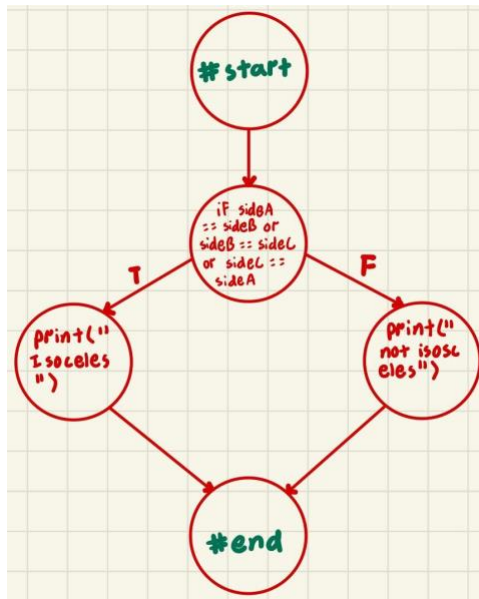 #start
if sideA
== sideB or
sideB == sideC
or sideC ==
sideA
T
F
print("
Isoceles
")
print("
not isosc
eles")
#end